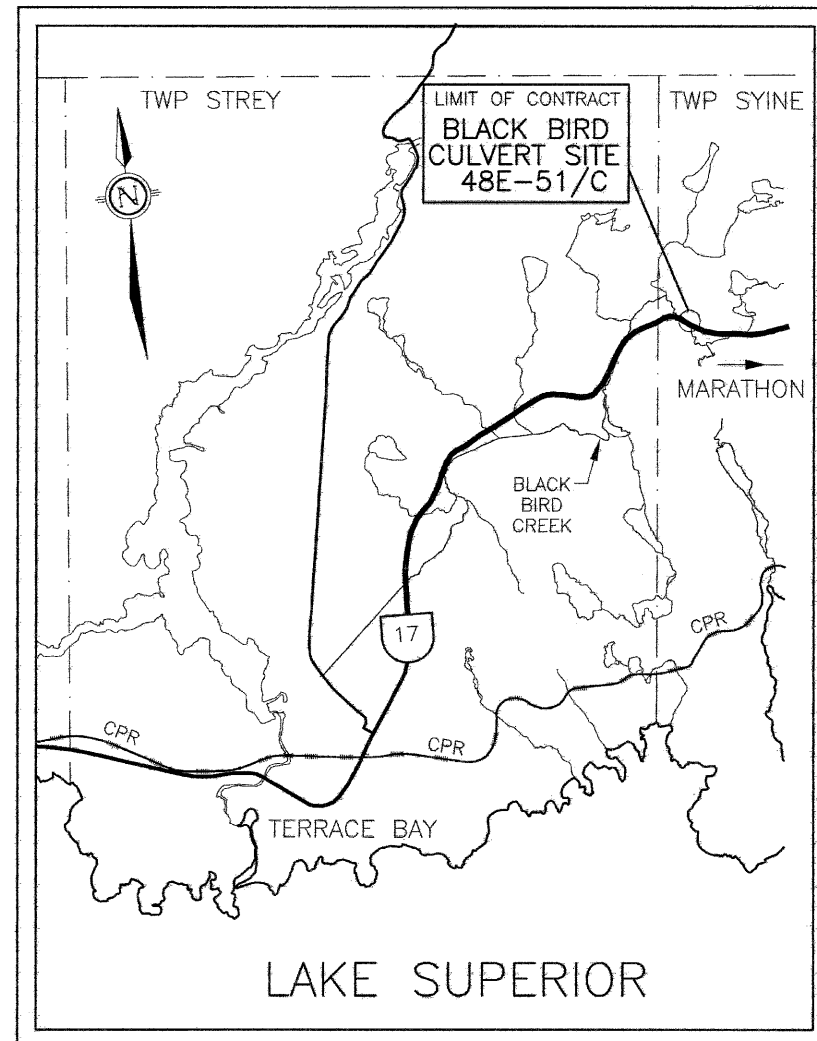 TWP STREY
LIMIT OF CONTRACT
BLACK BIRD
CULVERT SITE
48E-51/C
TWP SYINE
N
MARATHON
BLACK
BIRD
CREEK
17
CPR
CPR
CPR
TERRACE BAY
LAKE SUPERIOR